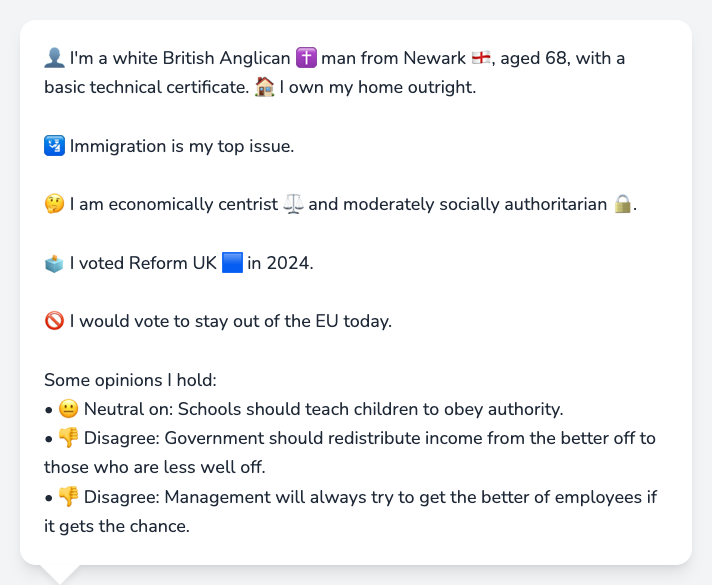 👤 I'm a white British Anglican ✝️ man from Newark 🏴󠁧󠁢󠁥󠁮󠁧󠁿, aged 68, with a
basic technical certificate. 🏠 I own my home outright.
🛂 Immigration is my top issue.
🤔 I am economically centrist ⚖️ and moderately socially authoritarian 🔒.
🗳️ I voted Reform UK 🟦 in 2024.
🚫 I would vote to stay out of the EU today.
Some opinions I hold:
• 😐 Neutral on: Schools should teach children to obey authority.
• 👎 Disagree: Government should redistribute income from the better off to
those who are less well off.
• 👎 Disagree: Management will always try to get the better of employees if
it gets the chance.